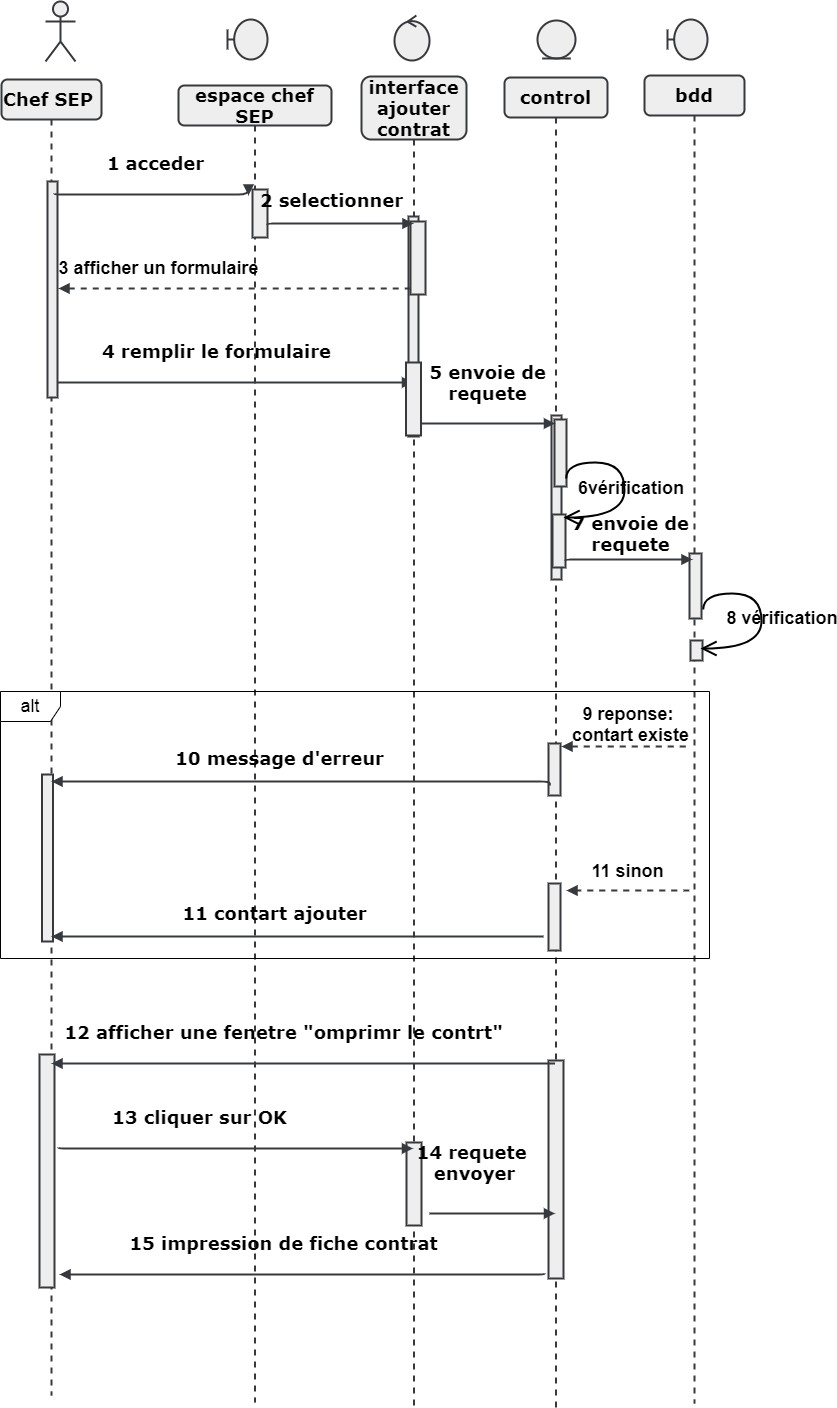 Chef SEP
espace chef
SEP
interface
ajouter
contrat
control
bdd
1 acceder
2 selectionner
3 afficher un formulaire
4 remplir le formulaire
5 envoie de
requete
6vérification
7 envoie de
requete
8 vérification
alt
9 reponse:
contart existe
10 message d'erreur
11 sinon
11 contart ajouter
12 afficher une fenetre "omprimr le contrt"
13 cliquer sur OK
14 requete
envoyer
15 impression de fiche contrat